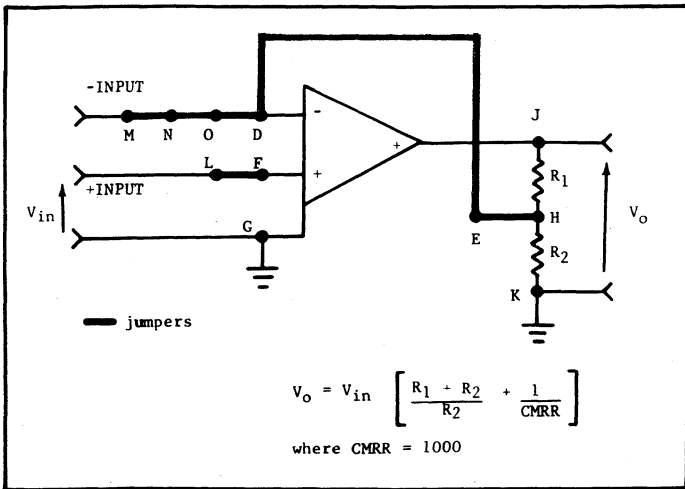 -INPUT
J
M N O D
-
+
R1
L F
+INPUT
+
Vin
G
E
H
Vo
R2
K
jumpers
Vo = Vin [ R1 + R2 / R2 + 1 / CMRR ]
where CMRR = 1000